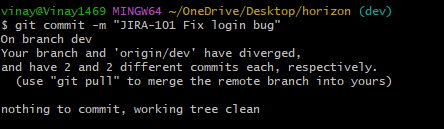 vinay@Vinay1469 MINGW64 ~/OneDrive/Desktop/horizon (dev)
$ git commit -m "JIRA-101 Fix login bug"
On branch dev
Your branch and 'origin/dev' have diverged,
and have 2 and 2 different commits each, respectively.
  (use "git pull" to merge the remote branch into yours)

nothing to commit, working tree clean